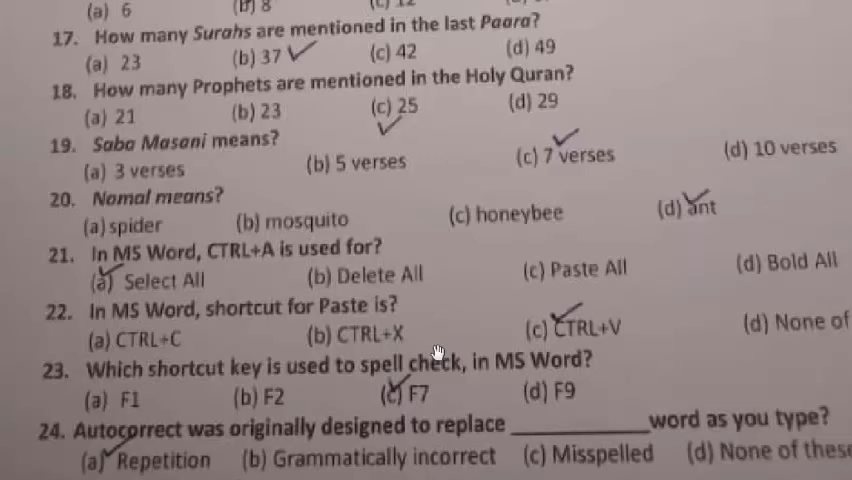 (a) 6 (b) 8 (c) 12
17. How many Surahs are mentioned in the last Paara?
(a) 23 (b) 37 (c) 42 (d) 49
18. How many Prophets are mentioned in the Holy Quran?
(a) 21 (b) 23 (c) 25 (d) 29
19. Saba Masani means?
(a) 3 verses (b) 5 verses (c) 7 verses (d) 10 verses
20. Namal means?
(a) spider (b) mosquito (c) honeybee (d) ant
21. In MS Word, CTRL+A is used for?
(a) Select All (b) Delete All (c) Paste All (d) Bold All
22. In MS Word, shortcut for Paste is?
(a) CTRL+C (b) CTRL+X (c) CTRL+V (d) None of
23. Which shortcut key is used to spell check, in MS Word?
(a) F1 (b) F2 (c) F7 (d) F9
24. Autocorrect was originally designed to replace ____________ word as you type?
(a) Repetition (b) Grammatically incorrect (c) Misspelled (d) None of these